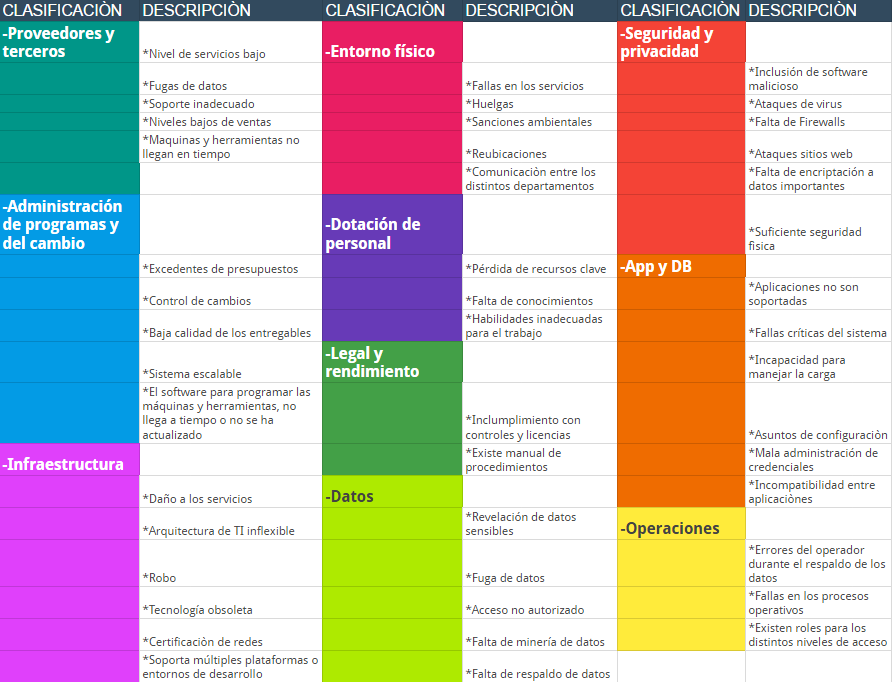 CLASIFICACIÒN
DESCRIPCIÒN
CLASIFICACIÒN
DESCRIPCIÒN
CLASIFICACIÒN
DESCRIPCIÒN
-Proveedores y
terceros
*Nivel de servicios bajo
*Fugas de datos
*Soporte inadecuado
*Niveles bajos de ventas
*Maquinas y herramientas no
llegan en tiempo
-Administración
de programas y
del cambio
*Excedentes de presupuestos
*Control de cambios
*Baja calidad de los entregables
*Sistema escalable
*El software para programar las
máquinas y herramientas, no
llega a tiempo o no se ha
actualizado
-Infraestructura
*Daño a los servicios
*Arquitectura de TI inflexible
*Robo
*Tecnología obsoleta
*Certificaciòn de redes
*Soporta múltiples plataformas o
entornos de desarrollo
-Entorno físico
*Fallas en los servicios
*Huelgas
*Sanciones ambientales
*Reubicaciones
*Comunicaciòn entre los
distintos departamentos
-Dotación de
personal
*Pérdida de recursos clave
*Falta de conocimientos
*Habilidades inadecuadas
para el trabajo
-Legal y
rendimiento
*Inclumplimiento con
controles y licencias
*Existe manual de
procedimientos
-Datos
*Revelación de datos
sensibles
*Fuga de datos
*Acceso no autorizado
*Falta de minería de datos
*Falta de respaldo de datos
-Seguridad y
privacidad
*Inclusión de software
malicioso
*Ataques de virus
*Falta de Firewalls
*Ataques sitios web
*Falta de encriptación a
datos importantes
*Suficiente seguridad
fisica
-App y DB
*Aplicaciones no son
soportadas
*Fallas críticas del sistema
*Incapacidad para
manejar la carga
*Asuntos de configuraciòn
*Mala administración de
credenciales
*Incompatibilidad entre
aplicaciònes
-Operaciones
*Errores del operador
durante el respaldo de los
datos
*Fallas en los procesos
operativos
*Existen roles para los
distintos niveles de acceso